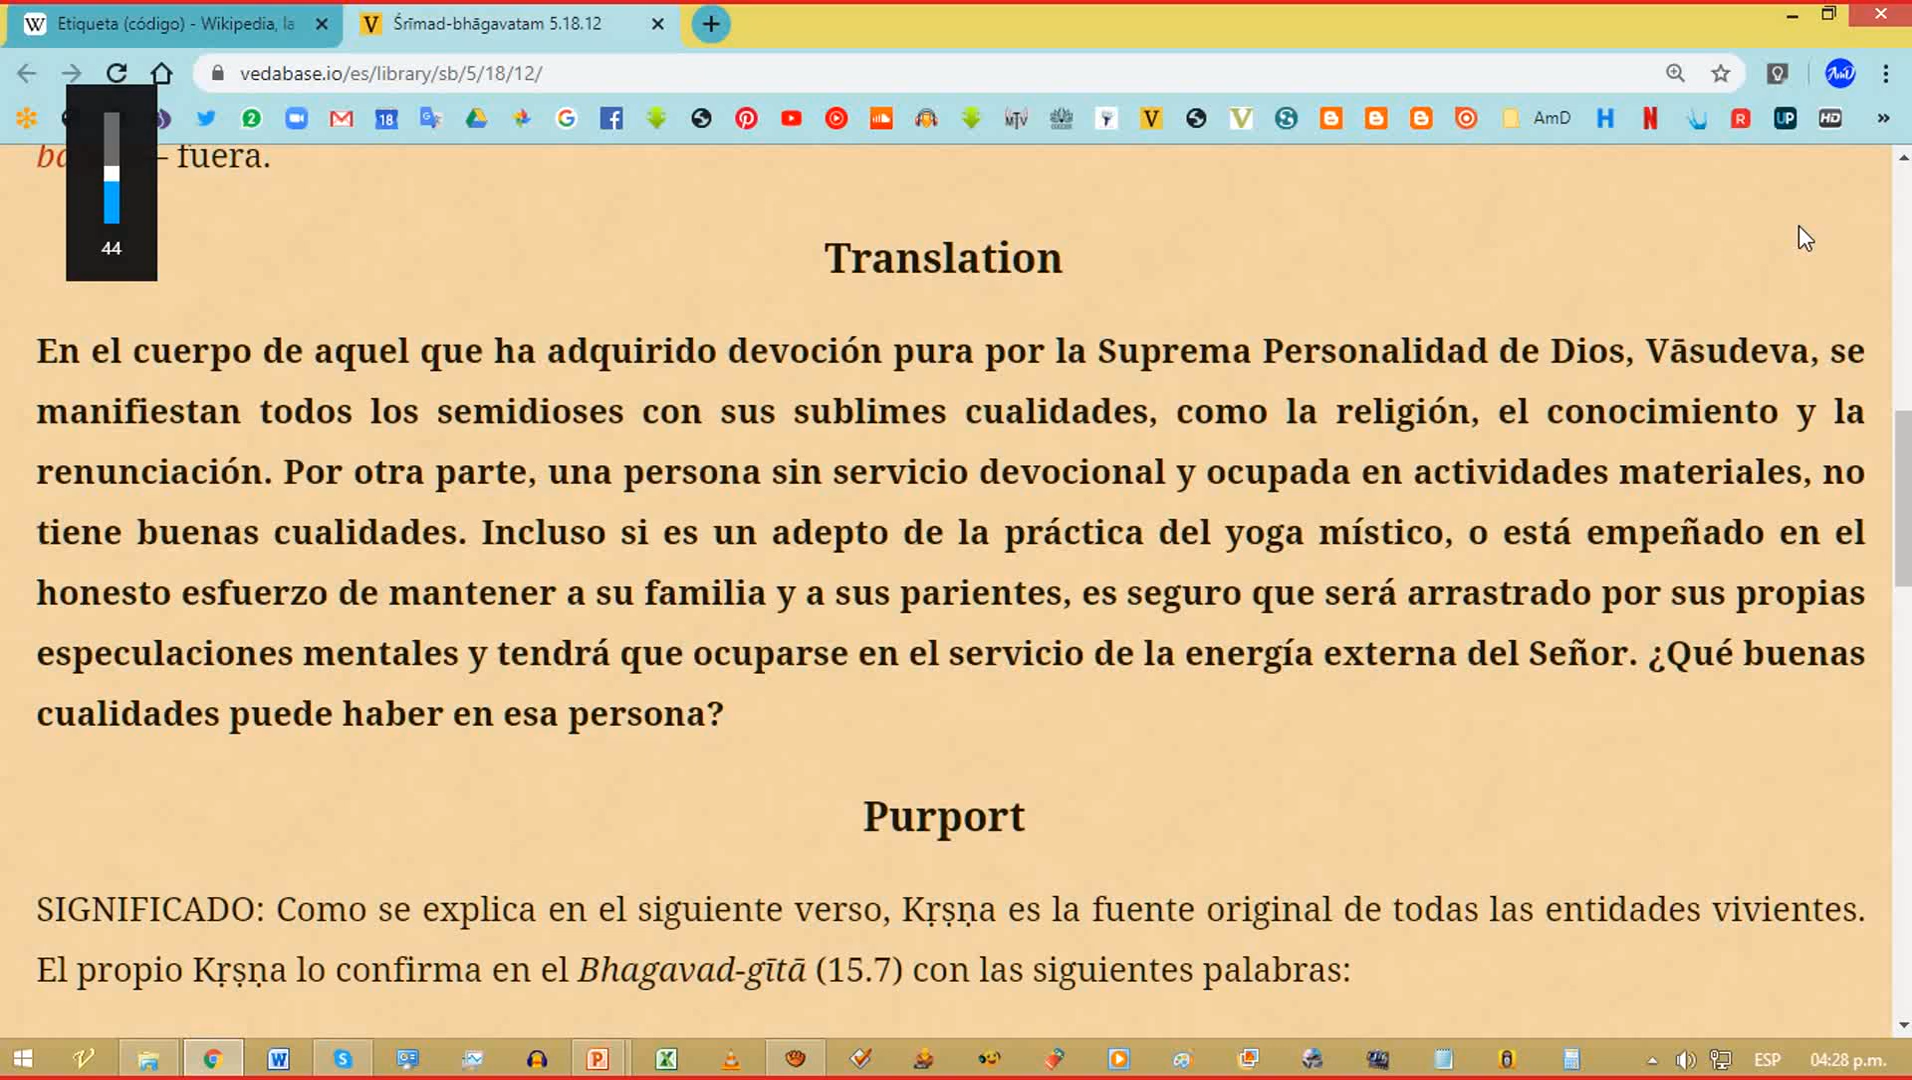 Etiqueta (código) - Wikipedia, la
Śrīmad-bhāgavatam 5.18.12
vedabase.io/es/library/sb/5/18/12/
AmD
fuera.
44
Translation
En el cuerpo de aquel que ha adquirido devoción pura por la Suprema Personalidad de Dios, Vāsudeva, se
manifiestan todos los semidioses con sus sublimes cualidades, como la religión, el conocimiento y la
renunciación. Por otra parte, una persona sin servicio devocional y ocupada en actividades materiales, no
tiene buenas cualidades. Incluso si es un adepto de la práctica del yoga místico, o está empeñado en el
honesto esfuerzo de mantener a su familia y a sus parientes, es seguro que será arrastrado por sus propias
especulaciones mentales y tendrá que ocuparse en el servicio de la energía externa del Señor. ¿Qué buenas
cualidades puede haber en esa persona?
Purport
SIGNIFICADO: Como se explica en el siguiente verso, Kṛṣṇa es la fuente original de todas las entidades vivientes.
El propio Kṛṣṇa lo confirma en el Bhagavad-gītā (15.7) con las siguientes palabras:
ESP 04:28 p.m.